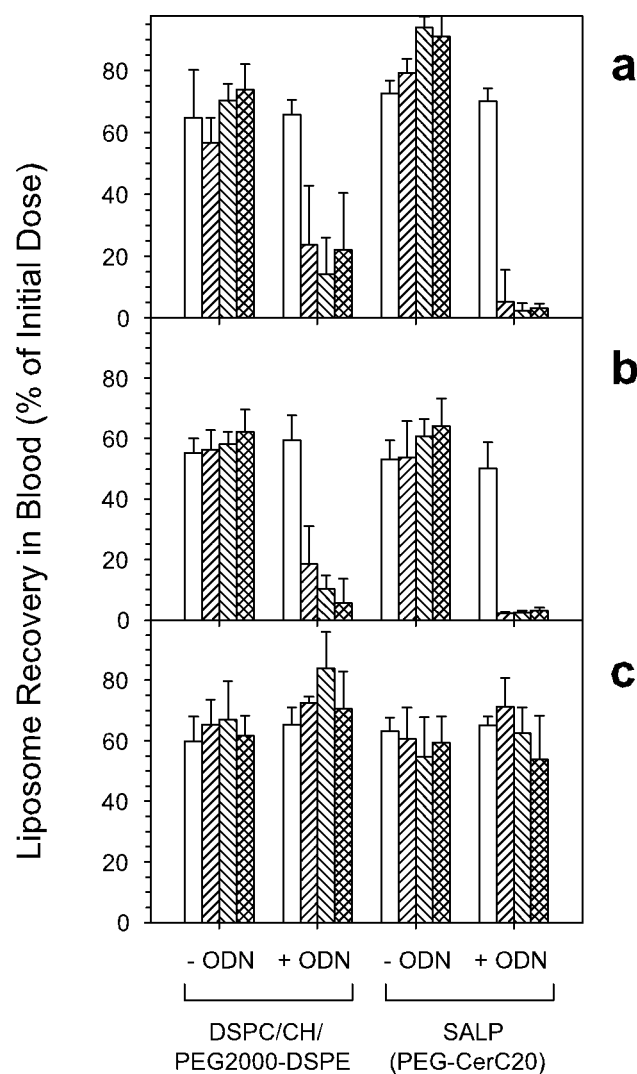 Liposome Recovery in Blood (% of Initial Dose)
a
80
60
40
20
0
b
80
60
40
20
0
c
80
60
40
20
0
- ODN + ODN - ODN + ODN
DSPC/CH/ SALP
PEG2000-DSPE (PEG-CerC20)